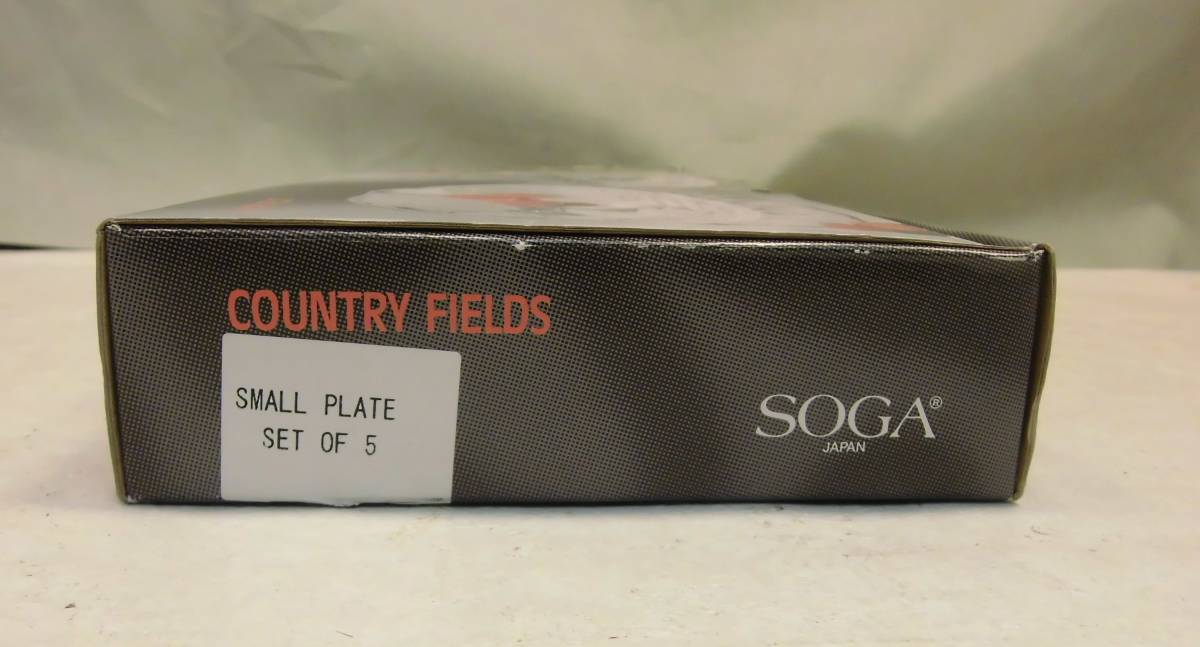 COUNTRY FIELDS
SMALL PLATE
SET OF 5
SOGA®
JAPAN